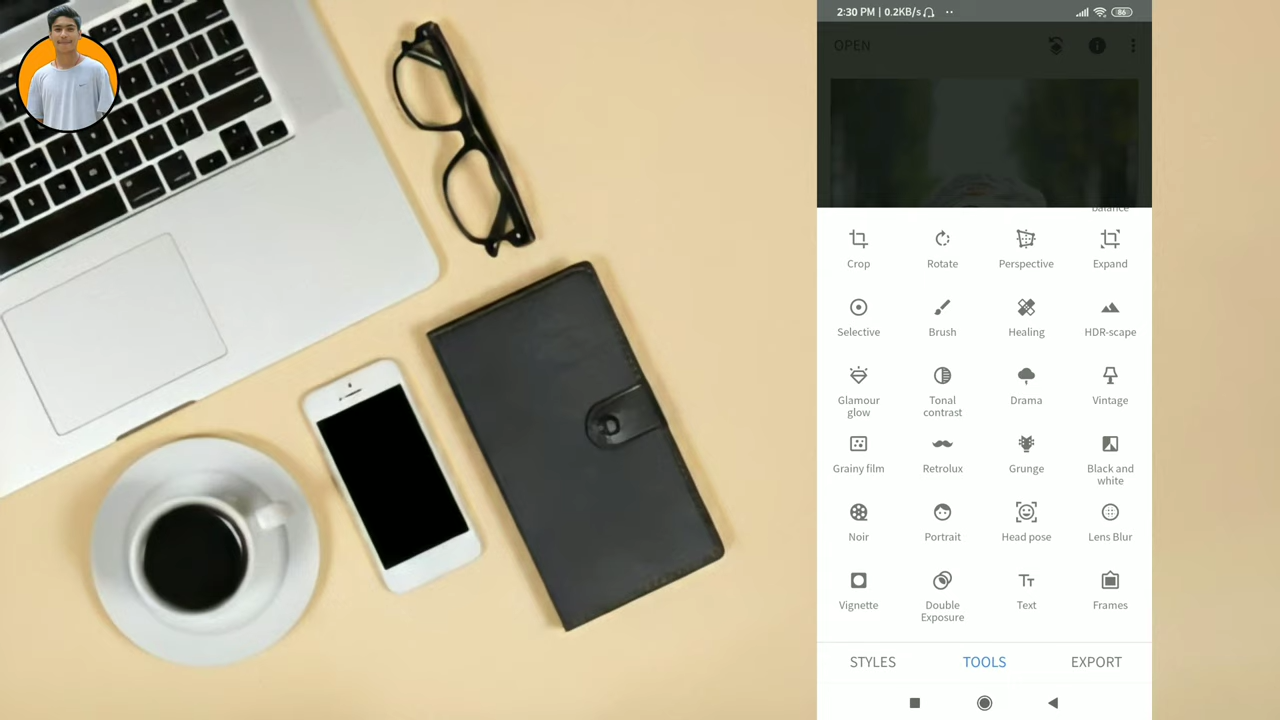 2:30 PM | 0.2KB/s
86
OPEN
balance
Crop
Rotate
Perspective
Expand
Selective
Brush
Healing
HDR-scape
Glamour
glow
Tonal
contrast
Drama
Vintage
Grainy film
Retrolux
Grunge
Black and
white
Noir
Portrait
Head pose
Lens Blur
Vignette
Double
Exposure
Text
Frames
STYLES
TOOLS
EXPORT